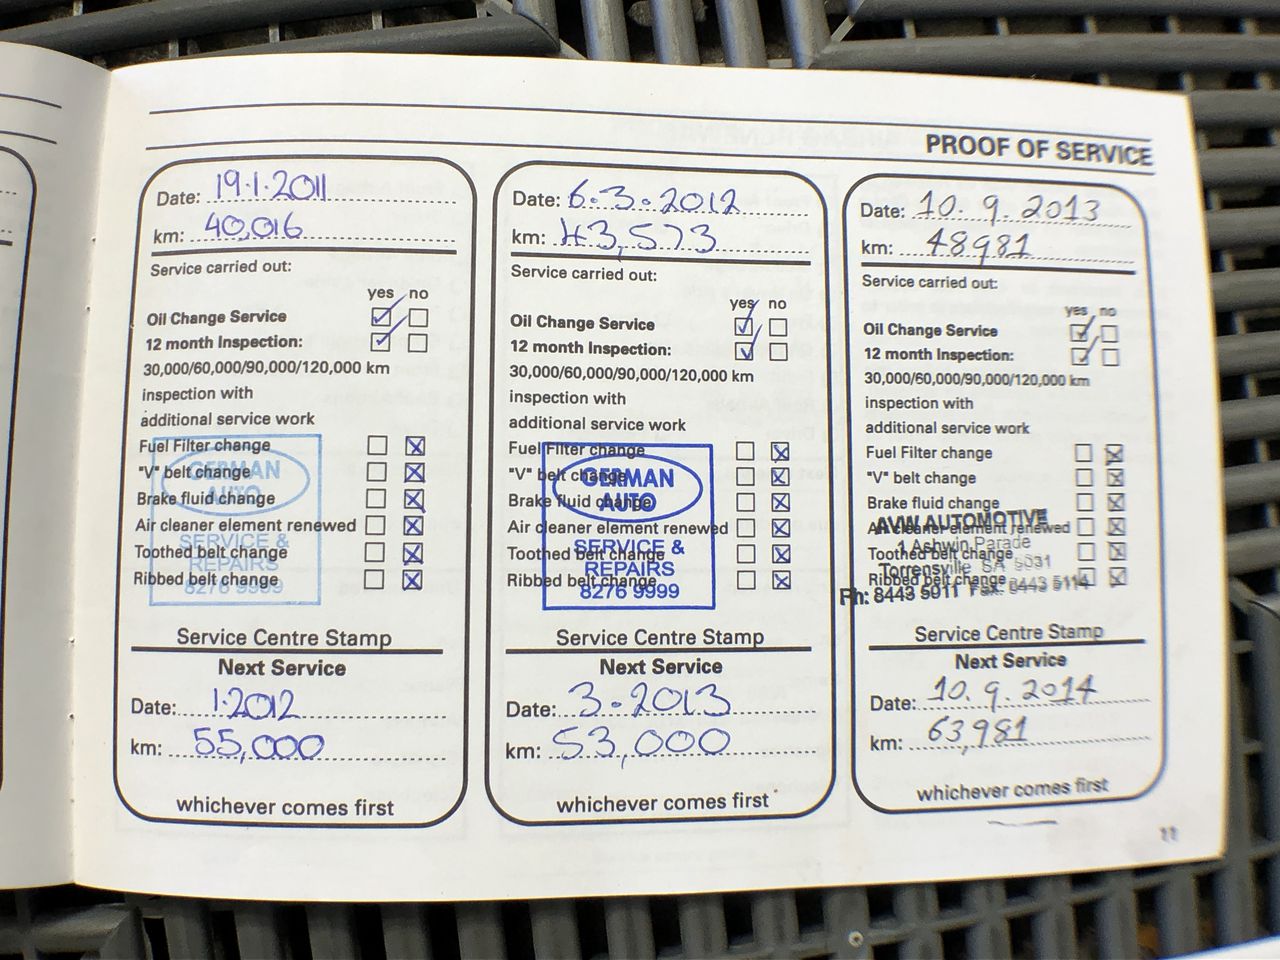 PROOF OF SERVICE
Date: 19.1.2011
km: 40,016
Service carried out:
yes no
Oil Change Service
12 month Inspection:
30,000/60,000/90,000/120,000 km
inspection with
additional service work
Fuel Filter change
"V" belt change
Brake fluid change
Air cleaner element renewed
Toothed belt change
Ribbed belt change
GERMAN
AUTO
SERVICE &
REPAIRS
8276 9999
Service Centre Stamp
Next Service
Date: 1.2012
km: 55,000
whichever comes first
Date: 6.3.2012
km: 43,573
Service carried out:
yes no
Oil Change Service
12 month Inspection:
30,000/60,000/90,000/120,000 km
inspection with
additional service work
Fuel Filter change
"V" belt change
Brake fluid change
Air cleaner element renewed
Toothed belt change
Ribbed belt change
GERMAN
AUTO
SERVICE &
REPAIRS
8276 9999
Service Centre Stamp
Next Service
Date: 3.2013
km: 53,000
whichever comes first
Date: 10.9.2013
km: 48981
Service carried out:
yes no
Oil Change Service
12 month Inspection:
30,000/60,000/90,000/120,000 km
inspection with
additional service work
Fuel Filter change
"V" belt change
Brake fluid change
Air cleaner element renewed
Toothed belt change
Ribbed belt change
AVW AUTOMOTIVE
1 Ashwin Parade
Torrensville SA 5031
Ph: 8443 5011 Fax: 8443 5114
Service Centre Stamp
Next Service
Date: 10.9.2014
km: 63,981
whichever comes first
11